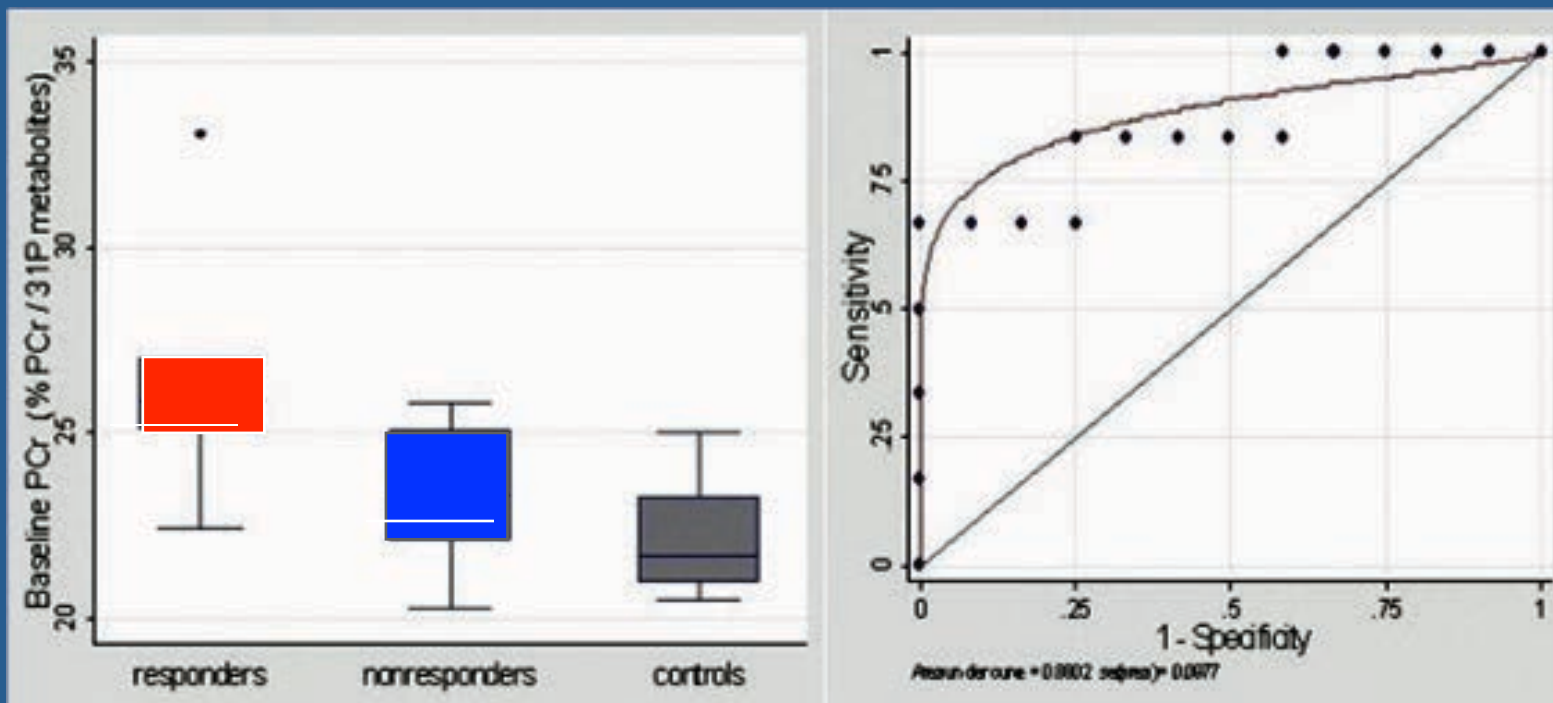 Baseline PCr (% PCr / 31P metabolites)
35
30
25
20
responders nonresponders controls
Sensitivity
1
.75
.5
.25
0
0 .25 .5 .75 1
1 - Specificity